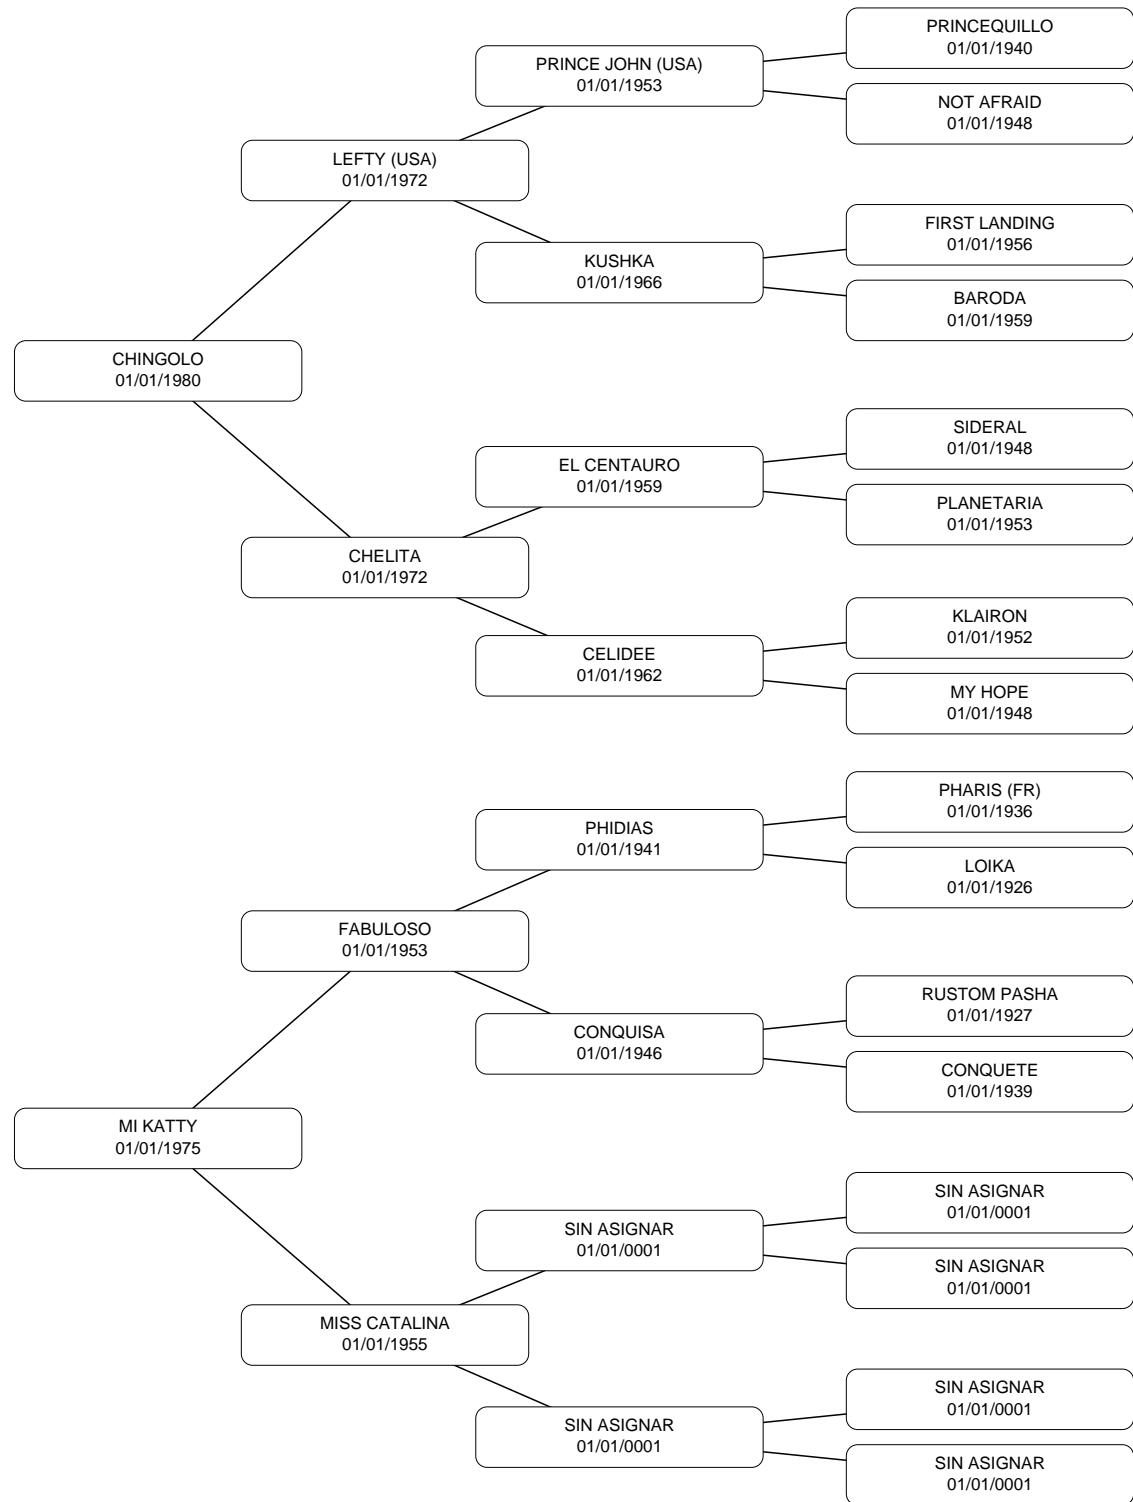 PRINCEQUILLO
01/01/1940
PRINCE JOHN (USA)
01/01/1953
NOT AFRAID
01/01/1948
LEFTY (USA)
01/01/1972
FIRST LANDING
01/01/1956
KUSHKA
01/01/1966
BARODA
01/01/1959
CHINGOLO
01/01/1980
SIDERAL
01/01/1948
EL CENTAURO
01/01/1959
PLANETARIA
01/01/1953
CHELITA
01/01/1972
KLAIRON
01/01/1952
CELIDEE
01/01/1962
MY HOPE
01/01/1948
PHARIS (FR)
01/01/1936
PHIDIAS
01/01/1941
LOIKA
01/01/1926
FABULOSO
01/01/1953
RUSTOM PASHA
01/01/1927
CONQUISA
01/01/1946
CONQUETE
01/01/1939
MI KATTY
01/01/1975
SIN ASIGNAR
01/01/0001
SIN ASIGNAR
01/01/0001
SIN ASIGNAR
01/01/0001
MISS CATALINA
01/01/1955
SIN ASIGNAR
01/01/0001
SIN ASIGNAR
01/01/0001
SIN ASIGNAR
01/01/0001